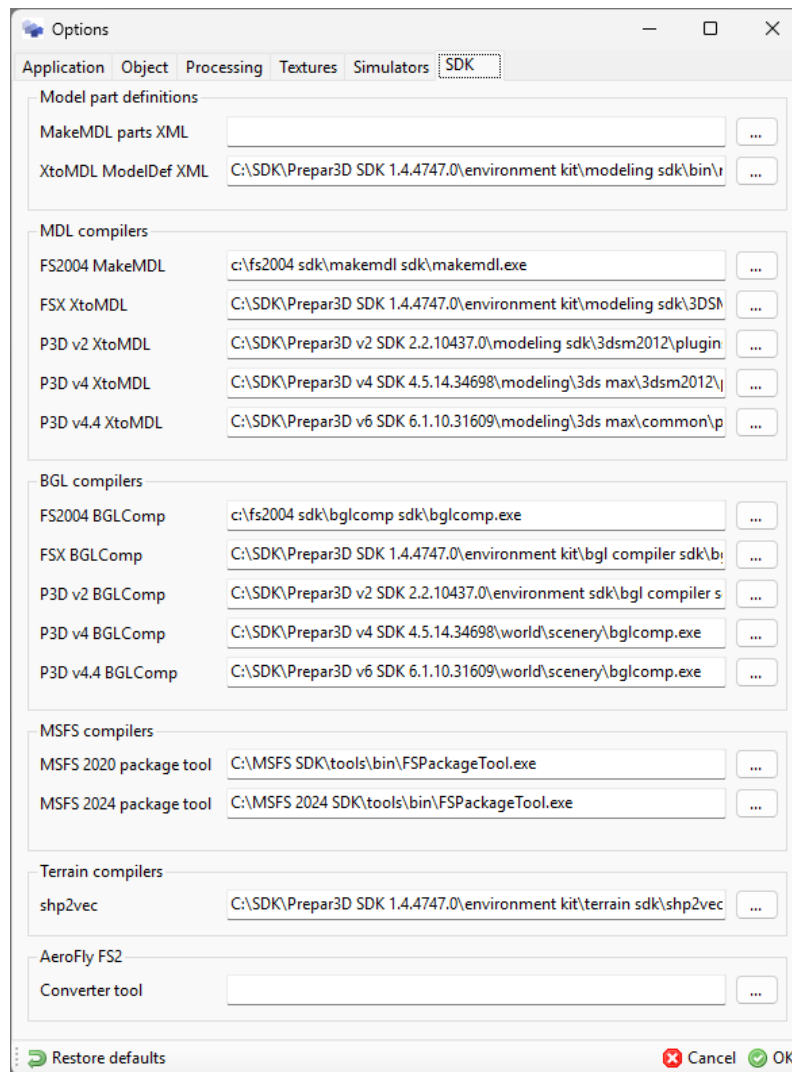 Options
Application Object Processing Textures Simulators SDK
Model part definitions
MakeMDL parts XML ...
XtoMDL ModelDef XML C:\SDK\Prepar3D SDK 1.4.4747.0\environment kit\modeling sdk\bin\ ...
MDL compilers
FS2004 MakeMDL c:\fs2004 sdk\makemdl sdk\makemdl.exe ...
FSX XtoMDL C:\SDK\Prepar3D SDK 1.4.4747.0\environment kit\modeling sdk\3DSM ...
P3D v2 XtoMDL C:\SDK\Prepar3D v2 SDK 2.2.10437.0\modeling sdk\3dsm2012\plugin ...
P3D v4 XtoMDL C:\SDK\Prepar3D v4 SDK 4.5.14.34698\modeling\3ds max\3dsm2012\ ...
P3D v4.4 XtoMDL C:\SDK\Prepar3D v6 SDK 6.1.10.31609\modeling\3ds max\common\p ...
BGL compilers
FS2004 BGLComp c:\fs2004 sdk\bglcomp sdk\bglcomp.exe ...
FSX BGLComp C:\SDK\Prepar3D SDK 1.4.4747.0\environment kit\bgl compiler sdk\b ...
P3D v2 BGLComp C:\SDK\Prepar3D v2 SDK 2.2.10437.0\environment sdk\bgl compiler s ...
P3D v4 BGLComp C:\SDK\Prepar3D v4 SDK 4.5.14.34698\world\scenery\bglcomp.exe ...
P3D v4.4 BGLComp C:\SDK\Prepar3D v6 SDK 6.1.10.31609\world\scenery\bglcomp.exe ...
MSFS compilers
MSFS 2020 package tool C:\MSFS SDK\tools\bin\FSPackageTool.exe ...
MSFS 2024 package tool C:\MSFS 2024 SDK\tools\bin\FSPackageTool.exe ...
Terrain compilers
shp2vec C:\SDK\Prepar3D SDK 1.4.4747.0\environment kit\terrain sdk\shp2vec ...
AeroFly FS2
Converter tool ...
Restore defaults Cancel OK